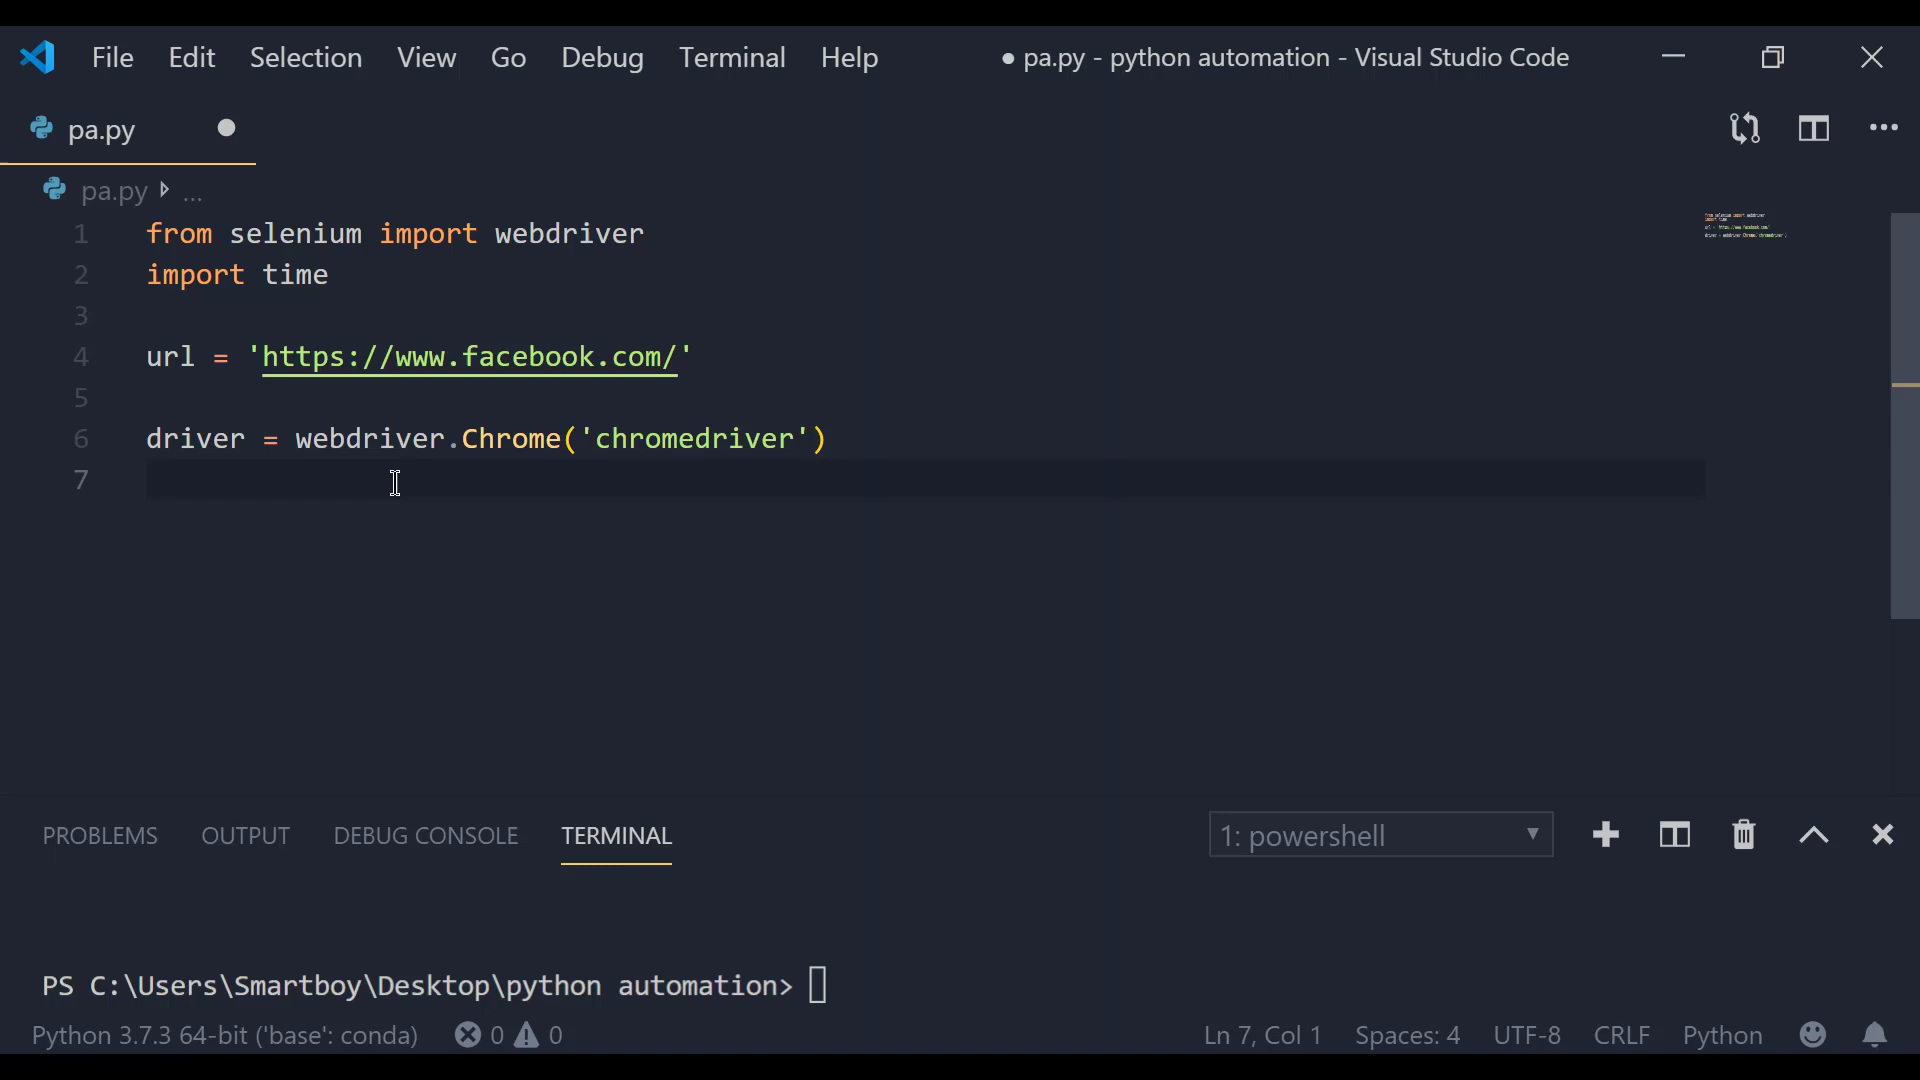 File Edit Selection View Go Debug Terminal Help ● pa.py - python automation - Visual Studio Code
pa.py
pa.py ...
1 from selenium import webdriver
2 import time
3
4 url = 'https://www.facebook.com/'
5
6 driver = webdriver.Chrome('chromedriver')
7
PROBLEMS OUTPUT DEBUG CONSOLE TERMINAL 1: powershell
PS C:\Users\Smartboy\Desktop\python automation>
Python 3.7.3 64-bit ('base': conda) 0 0 Ln 7, Col 1 Spaces: 4 UTF-8 CRLF Python